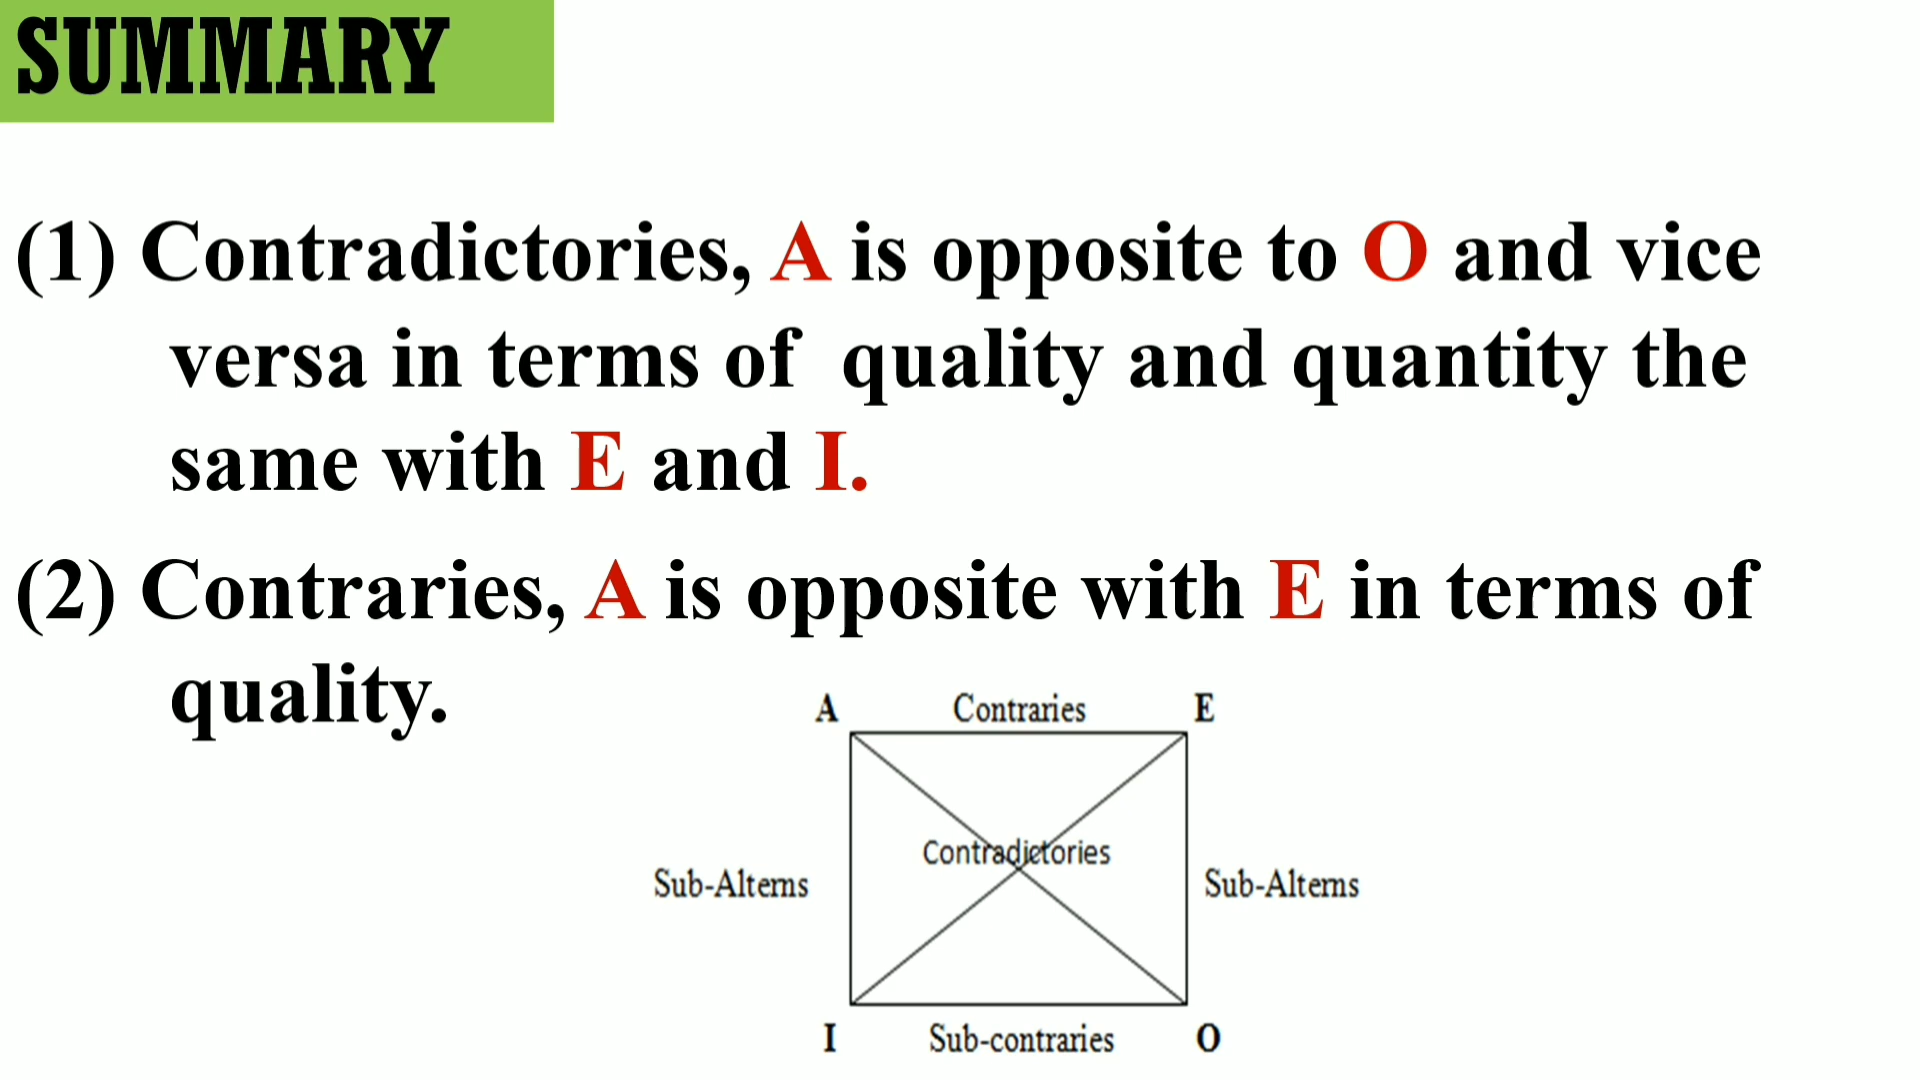 SUMMARY
(1) Contradictories, A is opposite to O and vice
versa in terms of quality and quantity the
same with E and I.
(2) Contraries, A is opposite with E in terms of
quality.
A Contraries E
Contradictories
Sub-Alterns Sub-Alterns
I Sub-contraries O